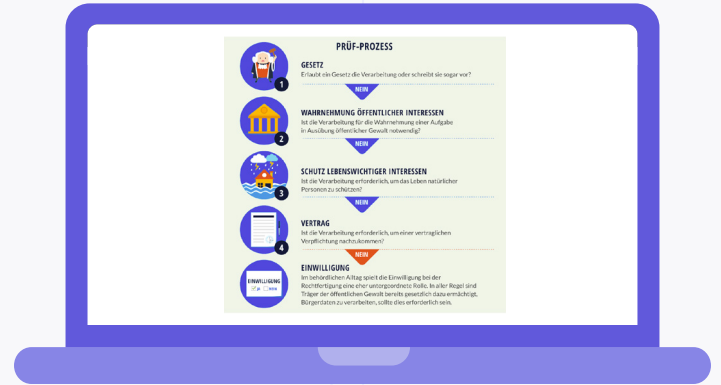 PRÜF-PROZESS
GESETZ
Erlaubt ein Gesetz die Verarbeitung oder schreibt sie sogar vor?
1
NEIN
WAHRNEHMUNG ÖFFENTLICHER INTERESSEN
Ist die Verarbeitung für die Wahrnehmung einer Aufgabe
in Ausübung öffentlicher Gewalt notwendig?
2
NEIN
SCHUTZ LEBENSWICHTIGER INTERESSEN
Ist die Verarbeitung erforderlich, um das Leben natürlicher
Personen zu schützen?
3
NEIN
VERTRAG
Ist die Verarbeitung erforderlich, um einer vertraglichen
Verpflichtung nachzukommen?
4
NEIN
EINWILLIGUNG
Im behördlichen Alltag spielt die Einwilligung bei der
Rechtfertigung eine eher untergeordnete Rolle. In aller Regel sind
Träger der öffentlichen Gewalt bereits gesetzlich dazu ermächtigt,
Bürgerdaten zu verarbeiten, sollte dies erforderlich sein.
EINWILLIGUNG